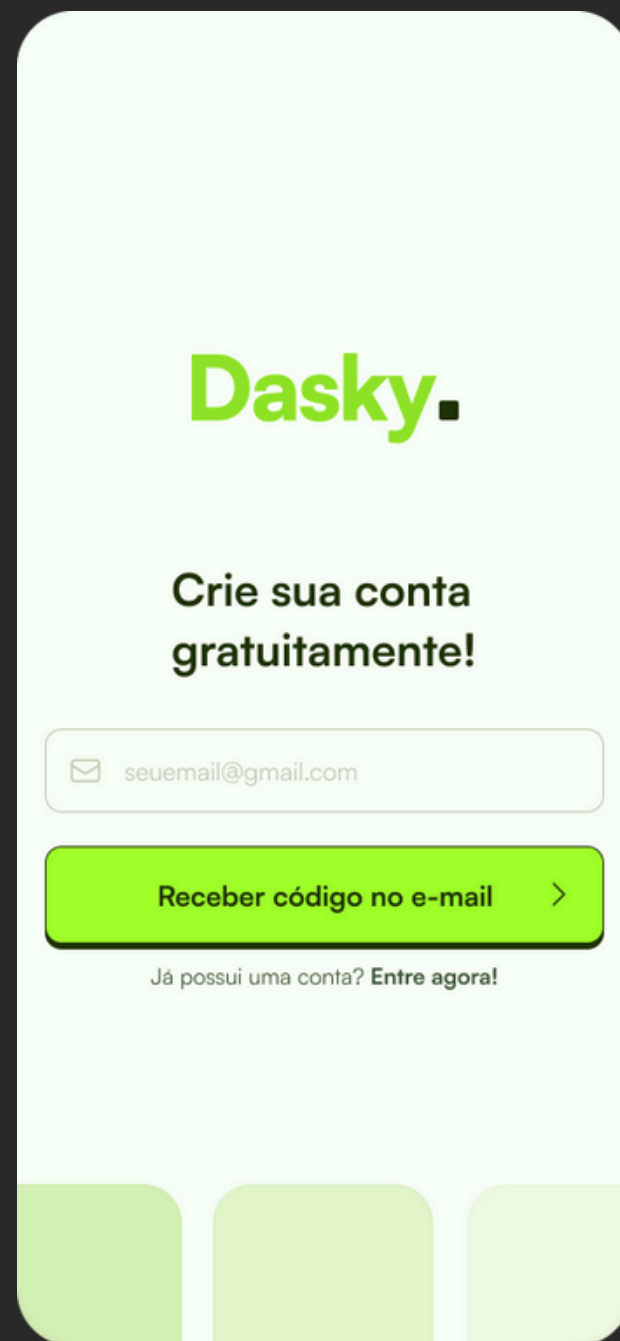 Dasky.
Crie sua conta
gratuitamente!
seuemail@gmail.com
Receber código no e-mail
Já possui uma conta? Entre agora!